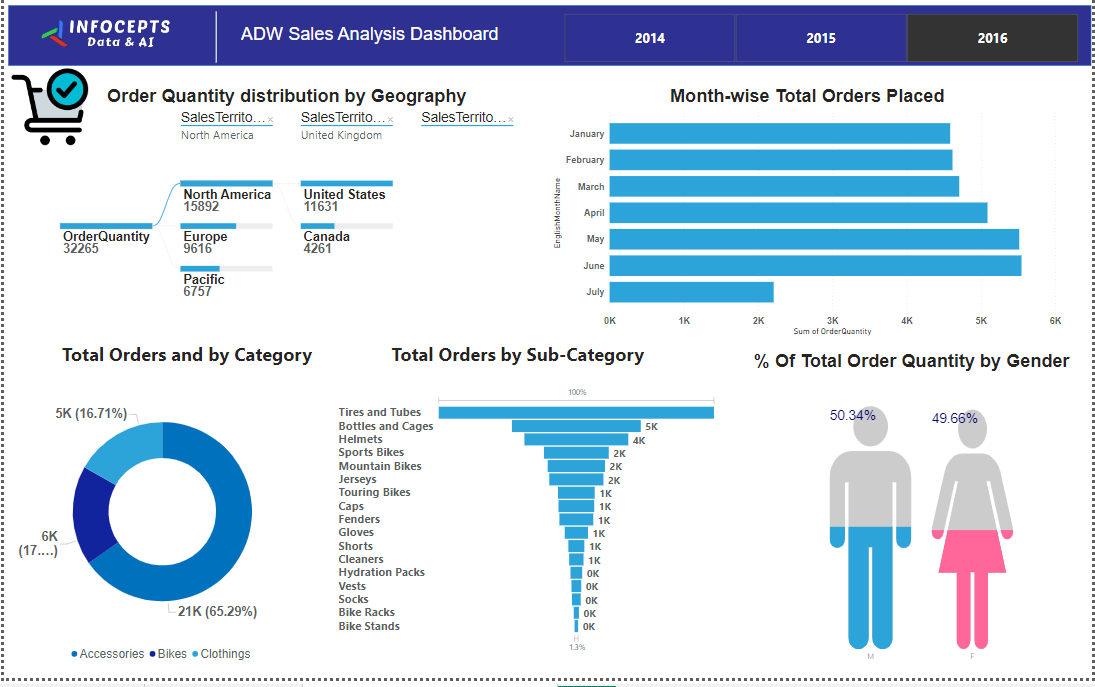 INFOCEPTS
Data & AI
ADW Sales Analysis Dashboard
2014
2015
2016
Order Quantity distribution by Geography
SalesTerrito... ×
SalesTerrito... ×
SalesTerrito... ×
North America
United Kingdom
North America
15892
United States
11631
OrderQuantity
32265
Europe
9616
Canada
4261
Pacific
6757
Month-wise Total Orders Placed
EnglishMonthName
January
February
March
April
May
June
July
0K
1K
2K
3K
4K
5K
6K
Sum of OrderQuantity
Total Orders and by Category
5K (16.71%)
6K
(17....)
21K (65.29%)
Accessories
Bikes
Clothings
Total Orders by Sub-Category
100%
Tires and Tubes
Bottles and Cages 5K
Helmets 4K
Sports Bikes 2K
Mountain Bikes 2K
Jerseys 2K
Touring Bikes 1K
Caps 1K
Fenders 1K
Gloves 1K
Shorts 1K
Cleaners 1K
Hydration Packs 0K
Vests 0K
Socks 0K
Bike Racks 0K
Bike Stands 0K
1.3%
% Of Total Order Quantity by Gender
50.34%
49.66%
M
F